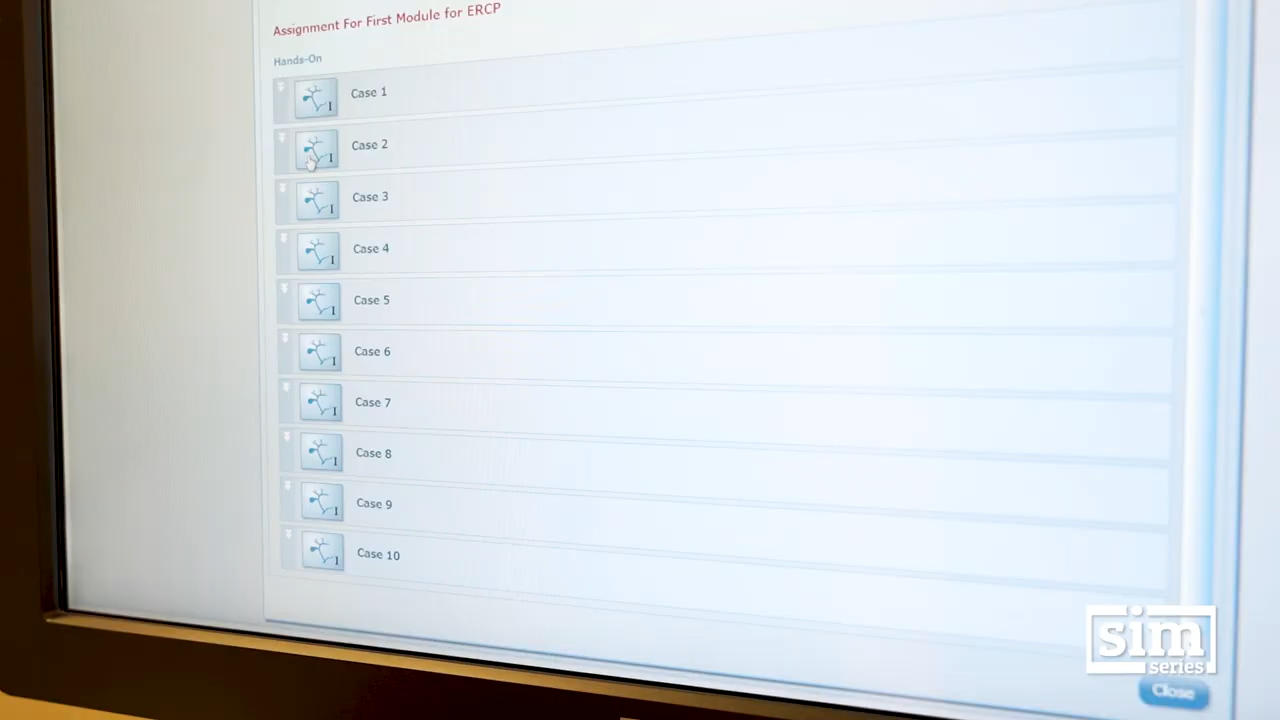 Assignment For First Module for ERCP
Hands-On
I Case 1
I Case 2
I Case 3
I Case 4
I Case 5
I Case 6
I Case 7
I Case 8
I Case 9
I Case 10
sim
series
Close